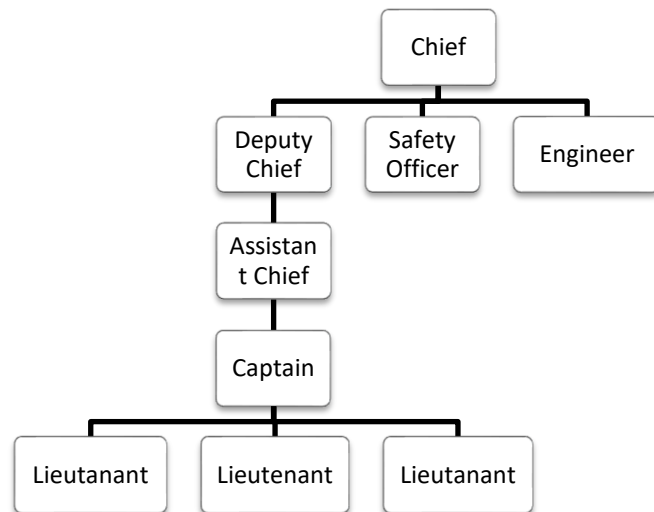 Chief
Deputy
Chief
Safety
Officer
Engineer
Assistan
t Chief
Captain
Lieutanant
Lieutenant
Lieutanant